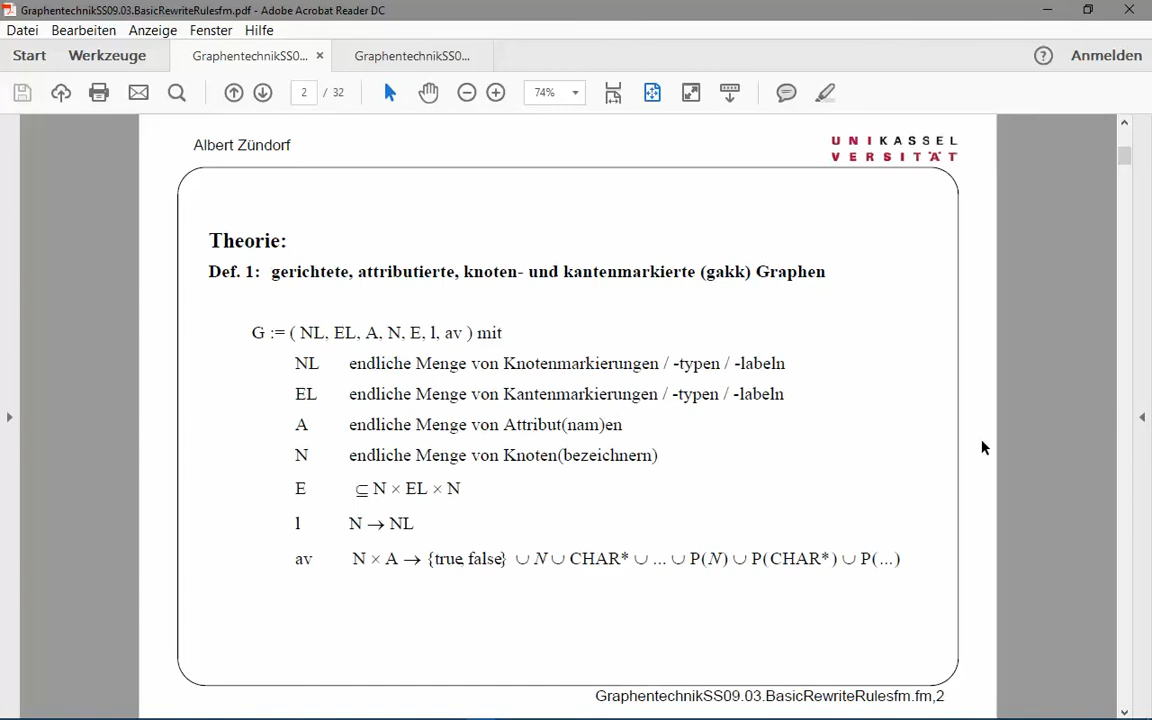 GraphentechnikSS09.03.BasicRewriteRulesfm.pdf - Adobe Acrobat Reader DC
Datei Bearbeiten Anzeige Fenster Hilfe
Start Werkzeuge GraphentechnikSS0... × GraphentechnikSS0... Anmelden
2 / 32 74%
Albert Zündorf
UNIKASSEL
VERSITÄT
Theorie:
Def. 1: gerichtete, attributierte, knoten- und kantenmarkierte (gakk) Graphen
G := ( NL, EL, A, N, E, l, av ) mit
NL endliche Menge von Knotenmarkierungen / -typen / -labeln
EL endliche Menge von Kantenmarkierungen / -typen / -labeln
A endliche Menge von Attribut(nam)en
N endliche Menge von Knoten(bezeichnern)
E ⊆ N × EL × N
l N → NL
av N × A → {true, false} ∪ N ∪ CHAR* ∪ ... ∪ P(N) ∪ P(CHAR*) ∪ P(...)
GraphentechnikSS09.03.BasicRewriteRulesfm.fm,2